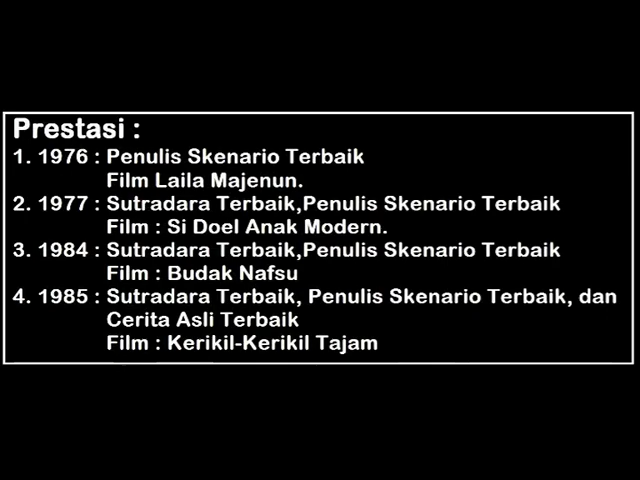 Prestasi :
1. 1976 : Penulis Skenario Terbaik
Film Laila Majenun.
2. 1977 : Sutradara Terbaik,Penulis Skenario Terbaik
Film : Si Doel Anak Modern.
3. 1984 : Sutradara Terbaik,Penulis Skenario Terbaik
Film : Budak Nafsu
4. 1985 : Sutradara Terbaik, Penulis Skenario Terbaik, dan
Cerita Asli Terbaik
Film : Kerikil-Kerikil Tajam